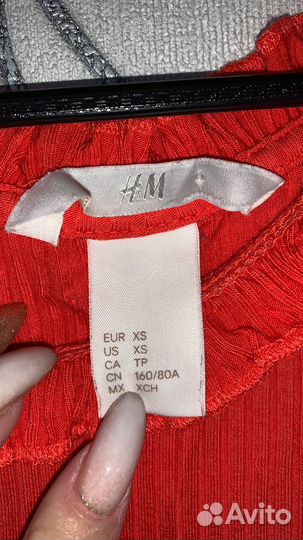 H&M
EUR XS
US XS
CA TP
CN 160/80A
MX XCH
Avito